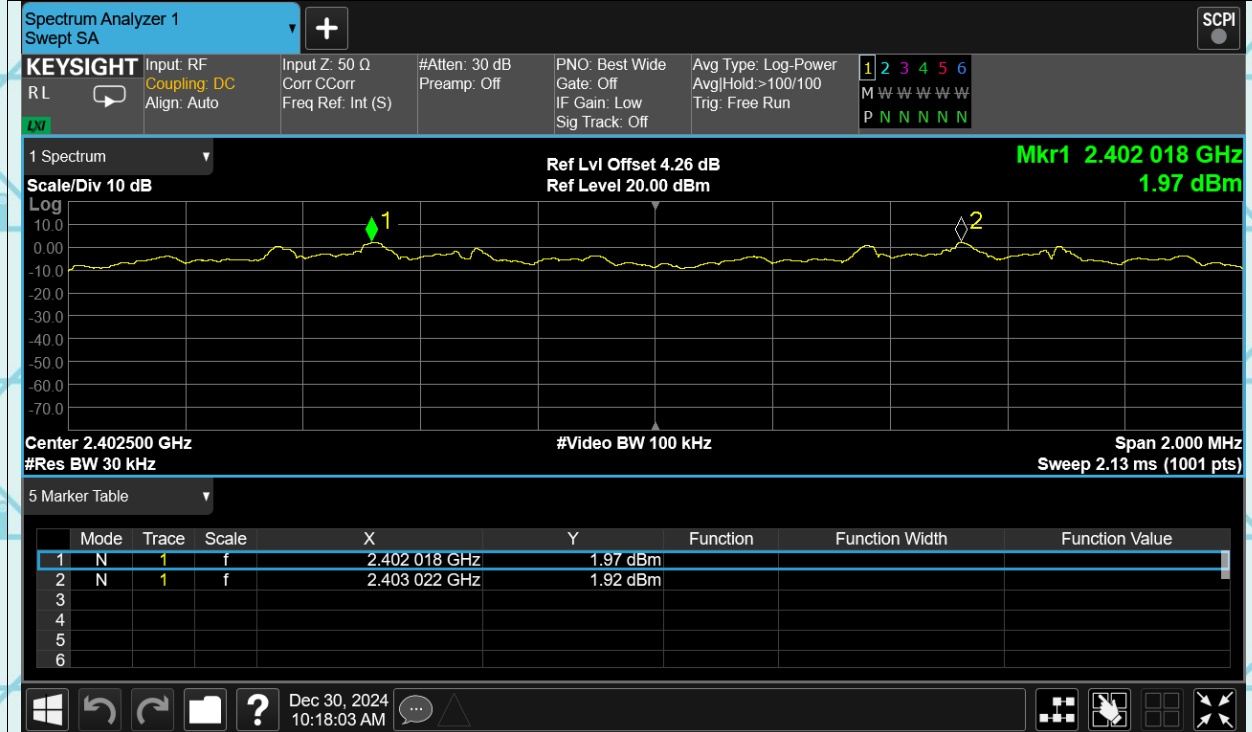 Spectrum Analyzer 1
Swept SA
SCPI
KEYSIGHT
R L
LXI
Input: RF
Coupling: DC
Align: Auto
Input Z: 50 Ω
Corr CCorr
Freq Ref: Int (S)
#Atten: 30 dB
Preamp: Off
PNO: Best Wide
Gate: Off
IF Gain: Low
Sig Track: Off
Avg Type: Log-Power
Avg|Hold:>100/100
Trig: Free Run
1 2 3 4 5 6
M W W W W W
P N N N N N
1 Spectrum
Scale/Div 10 dB
Ref Lvl Offset 4.26 dB
Ref Level 20.00 dBm
Mkr1 2.402 018 GHz
1.97 dBm
Log
10.0
0.00
-10.0
-20.0
-30.0
-40.0
-50.0
-60.0
-70.0
1
2
Center 2.402500 GHz
#Video BW 100 kHz
Span 2.000 MHz
#Res BW 30 kHz
Sweep 2.13 ms (1001 pts)
5 Marker Table
Mode Trace Scale X Y Function Function Width Function Value
1 N 1 f 2.402 018 GHz 1.97 dBm
2 N 1 f 2.403 022 GHz 1.92 dBm
3
4
5
6
?
Dec 30, 2024
10:18:03 AM